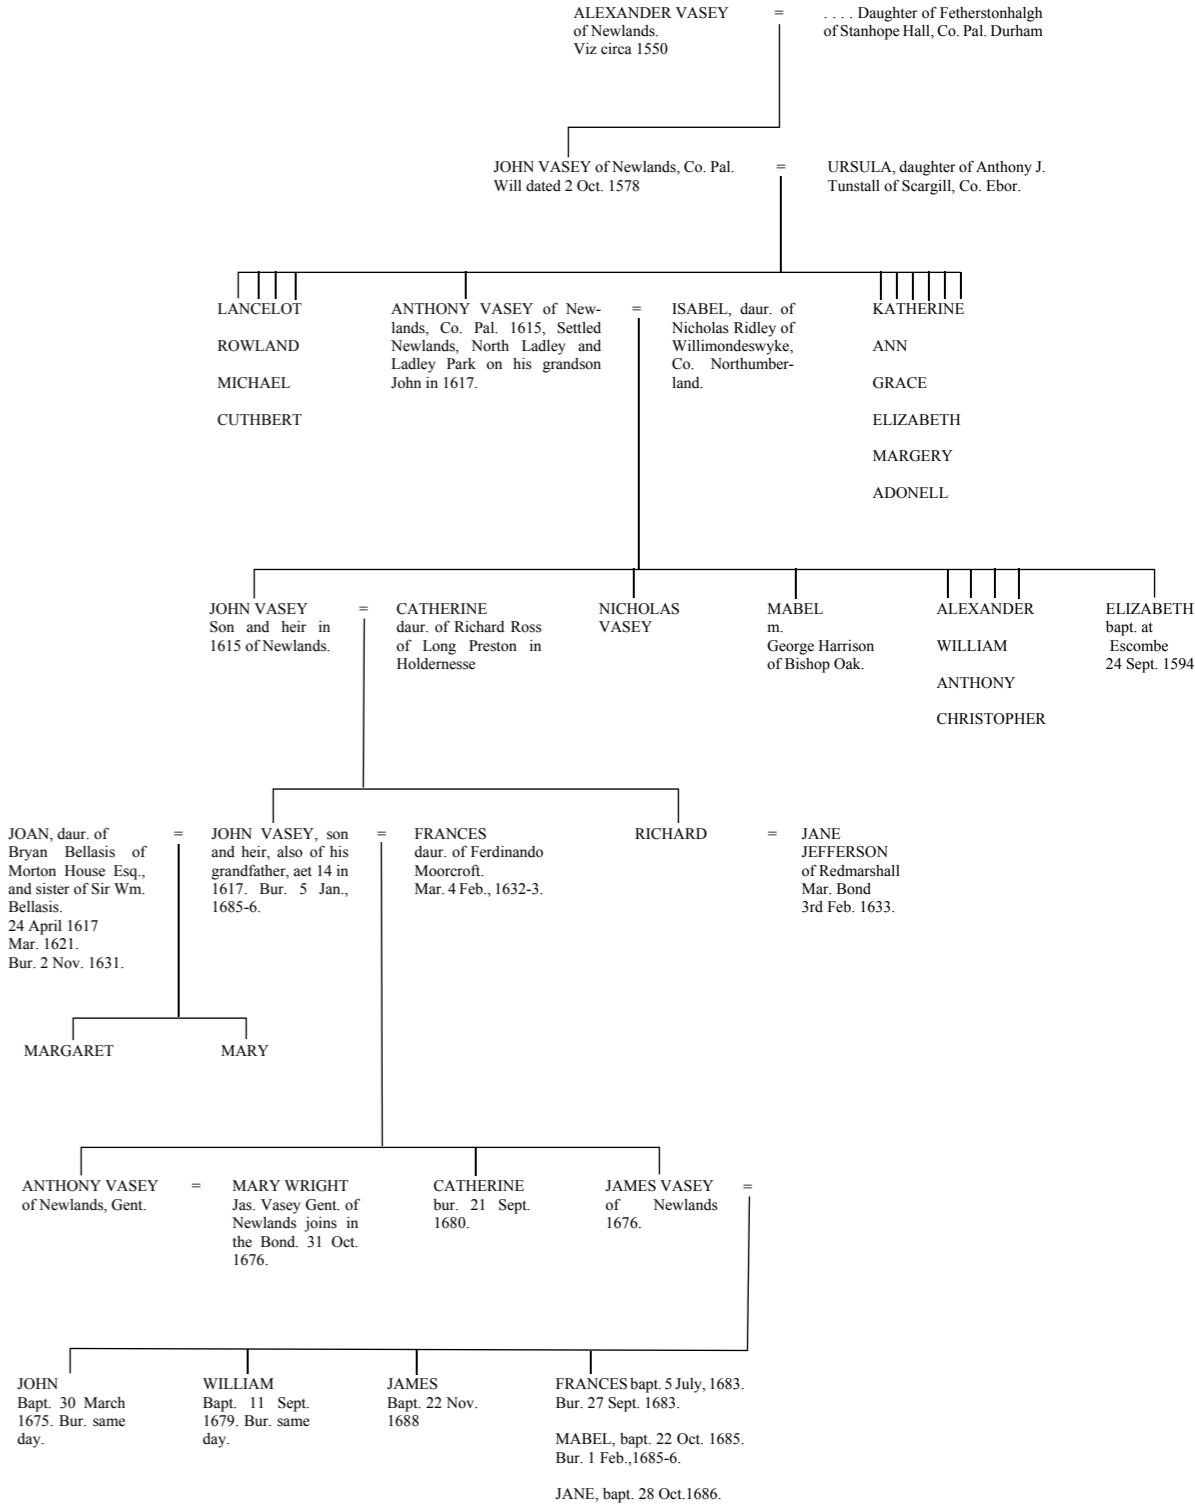 ALEXANDER VASEY
of Newlands.
Viz circa 1550
=
. . . . Daughter of Fetherstonhalgh
of Stanhope Hall, Co. Pal. Durham
JOHN VASEY of Newlands, Co. Pal.
Will dated 2 Oct. 1578
=
URSULA, daughter of Anthony J.
Tunstall of Scargill, Co. Ebor.
LANCELOT
ROWLAND
MICHAEL
CUTHBERT
ANTHONY VASEY of New-
lands, Co. Pal. 1615, Settled
Newlands, North Ladley and
Ladley Park on his grandson
John in 1617.
=
ISABEL, daur. of
Nicholas Ridley of
Willimondeswyke,
Co. Northumber-
land.
KATHERINE
ANN
GRACE
ELIZABETH
MARGERY
ADONELL
JOHN VASEY
Son and heir in
1615 of Newlands.
=
CATHERINE
daur. of Richard Ross
of Long Preston in
Holdernesse
NICHOLAS
VASEY
MABEL
m.
George Harrison
of Bishop Oak.
ALEXANDER
WILLIAM
ANTHONY
CHRISTOPHER
ELIZABETH
bapt. at
Escombe
24 Sept. 1594
JOAN, daur. of
Bryan Bellasis of
Morton House Esq.,
and sister of Sir Wm.
Bellasis.
24 April 1617
Mar. 1621.
Bur. 2 Nov. 1631.
=
JOHN VASEY, son
and heir, also of his
grandfather, aet 14 in
1617. Bur. 5 Jan.,
1685-6.
=
FRANCES
daur. of Ferdinando
Moorcroft.
Mar. 4 Feb., 1632-3.
RICHARD
=
JANE
JEFFERSON
of Redmarshall
Mar. Bond
3rd Feb. 1633.
MARGARET
MARY
ANTHONY VASEY
of Newlands, Gent.
=
MARY WRIGHT
Jas. Vasey Gent. of
Newlands joins in
the Bond. 31 Oct.
1676.
CATHERINE
bur. 21 Sept.
1680.
JAMES VASEY
of Newlands
1676.
=
JOHN
Bapt. 30 March
1675. Bur. same
day.
WILLIAM
Bapt. 11 Sept.
1679. Bur. same
day.
JAMES
Bapt. 22 Nov.
1688
FRANCES bapt. 5 July, 1683.
Bur. 27 Sept. 1683.
MABEL, bapt. 22 Oct. 1685.
Bur. 1 Feb.,1685-6.
JANE, bapt. 28 Oct.1686.